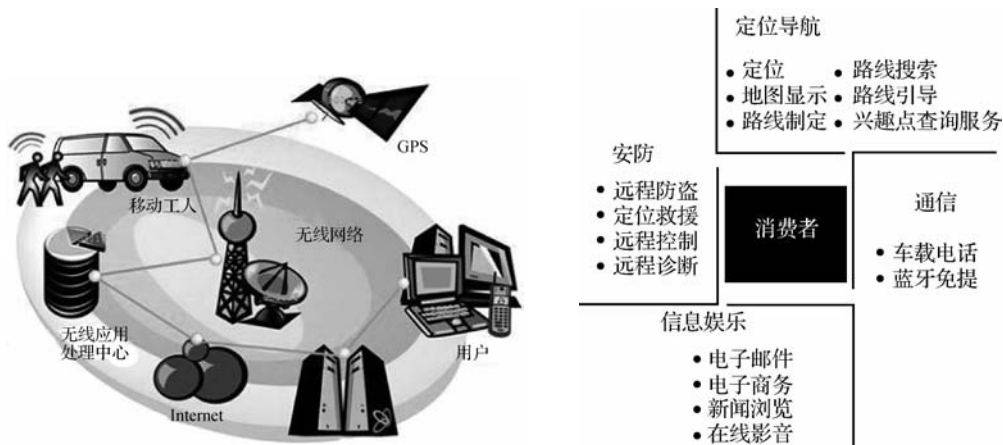 GPS
移动工人
无线网络
无线应用
处理中心
用户
Internet
定位导航
• 定位 • 路线搜索
• 地图显示 • 路线引导
• 路线制定 • 兴趣点查询服务
安防
• 远程防盗
• 定位救援
• 远程控制
• 远程诊断
消费者
通信
• 车载电话
• 蓝牙免提
信息娱乐
• 电子邮件
• 电子商务
• 新闻浏览
• 在线影音